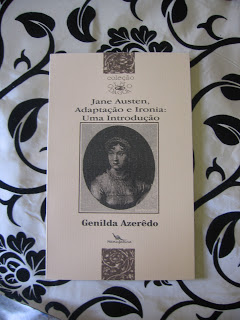 coleção
Jane Austen,
Adaptação e Ironia:
Uma Introdução
Genilda Azerêdo